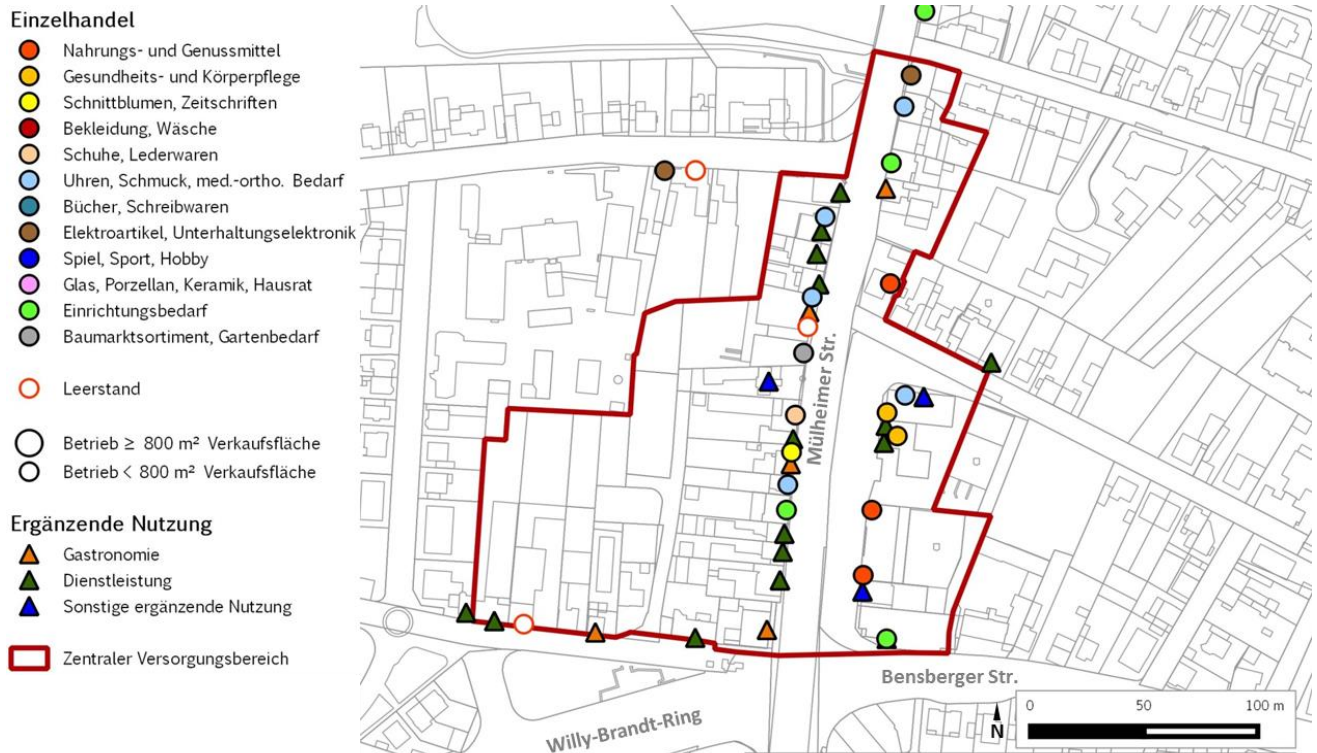 Einzelhandel
Nahrungs- und Genussmittel
Gesundheits- und Körperpflege
Schnittblumen, Zeitschriften
Bekleidung, Wäsche
Schuhe, Lederwaren
Uhren, Schmuck, med.-ortho. Bedarf
Bücher, Schreibwaren
Elektroartikel, Unterhaltungselektronik
Spiel, Sport, Hobby
Glas, Porzellan, Keramik, Hausrat
Einrichtungsbedarf
Baumarktsortiment, Gartenbedarf
Leerstand
Betrieb ≥ 800 m² Verkaufsfläche
Betrieb < 800 m² Verkaufsfläche
Ergänzende Nutzung
Gastronomie
Dienstleistung
Sonstige ergänzende Nutzung
Zentraler Versorgungsbereich
Mülheimer Str.
Bensberger Str.
Willy-Brandt-Ring
0 50 100 m
N